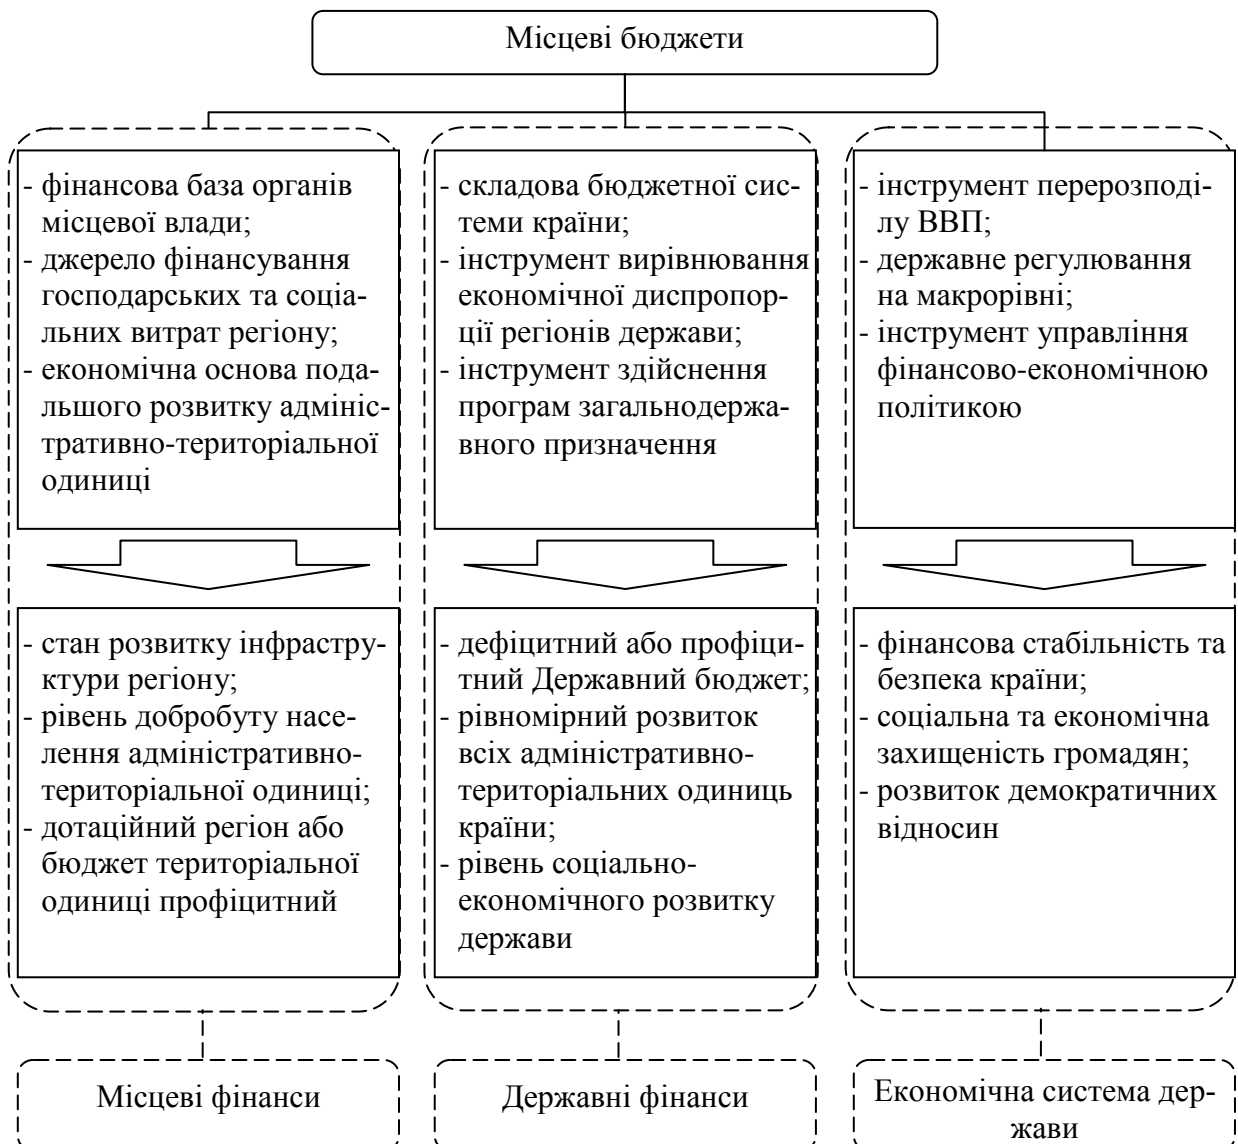 Місцеві бюджети
- фінансова база органів
місцевої влади;
- джерело фінансування
господарських та соціа-
льних витрат регіону;
- економічна основа пода-
льшого розвитку адмініс-
тративно-територіальної
одиниці
- стан розвитку інфрастру-
ктури регіону;
- рівень добробуту насе-
лення адміністративно-
територіальної одиниці;
- дотаційний регіон або
бюджет територіальної
одиниці профіцитний
Місцеві фінанси
- складова бюджетної сис-
теми країни;
- інструмент вирівнювання
економічної диспропор-
ції регіонів держави;
- інструмент здійснення
програм загальнодержа-
вного призначення
- дефіцитний або профіци-
тний Державний бюджет;
- рівномірний розвиток
всіх адміністративно-
територіальних одиниць
країни;
- рівень соціально-
економічного розвитку
держави
Державні фінанси
- інструмент перерозподі-
лу ВВП;
- державне регулювання
на макрорівні;
- інструмент управління
фінансово-економічною
політикою
- фінансова стабільність та
безпека країни;
- соціальна та економічна
захищеність громадян;
- розвиток демократичних
відносин
Економічна система дер-
жави